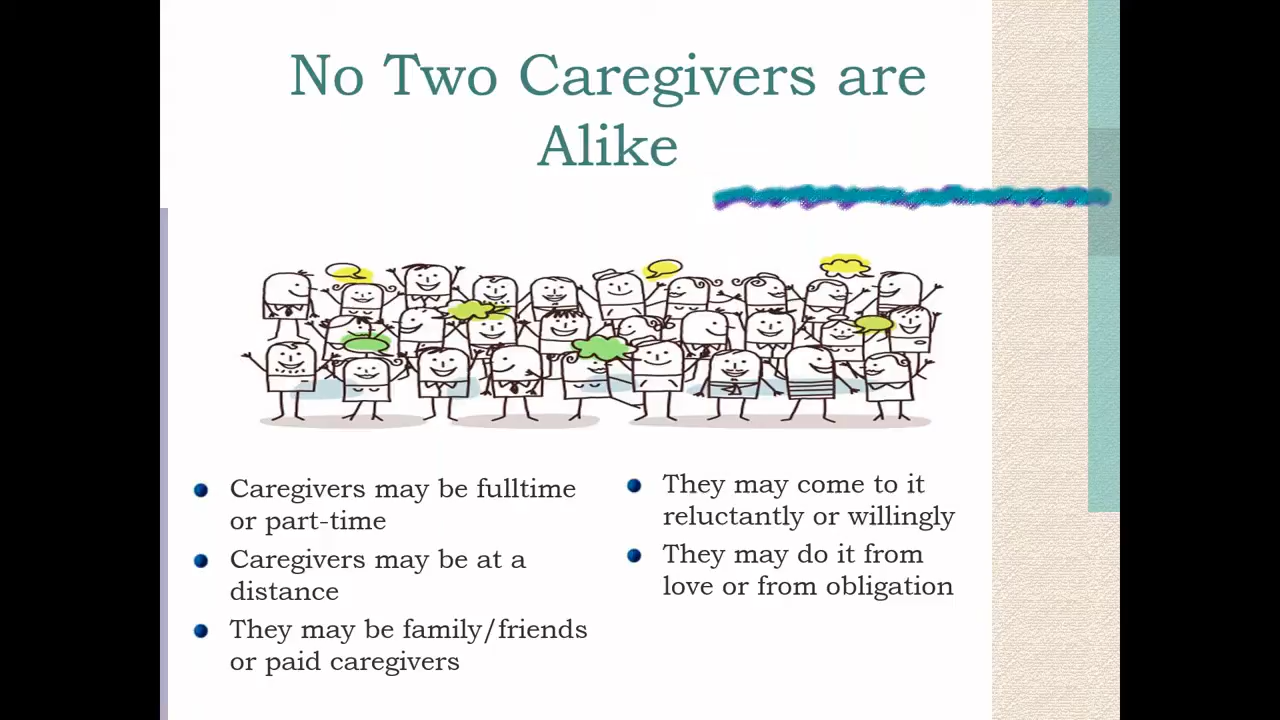 No Two Caregivers are
Alike
Caregivers may be fulltime
or part-time
Caregivers may be at a
distance
They may be family/friends
or paid caregivers
They may come to it
reluctantly or willingly
They may do it from
love or from obligation